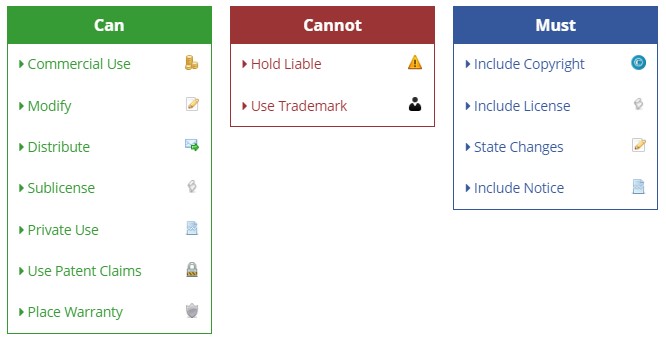 Can
Commercial Use
Modify
Distribute
Sublicense
Private Use
Use Patent Claims
Place Warranty
Cannot
Hold Liable
Use Trademark
Must
Include Copyright
©
Include License
State Changes
Include Notice